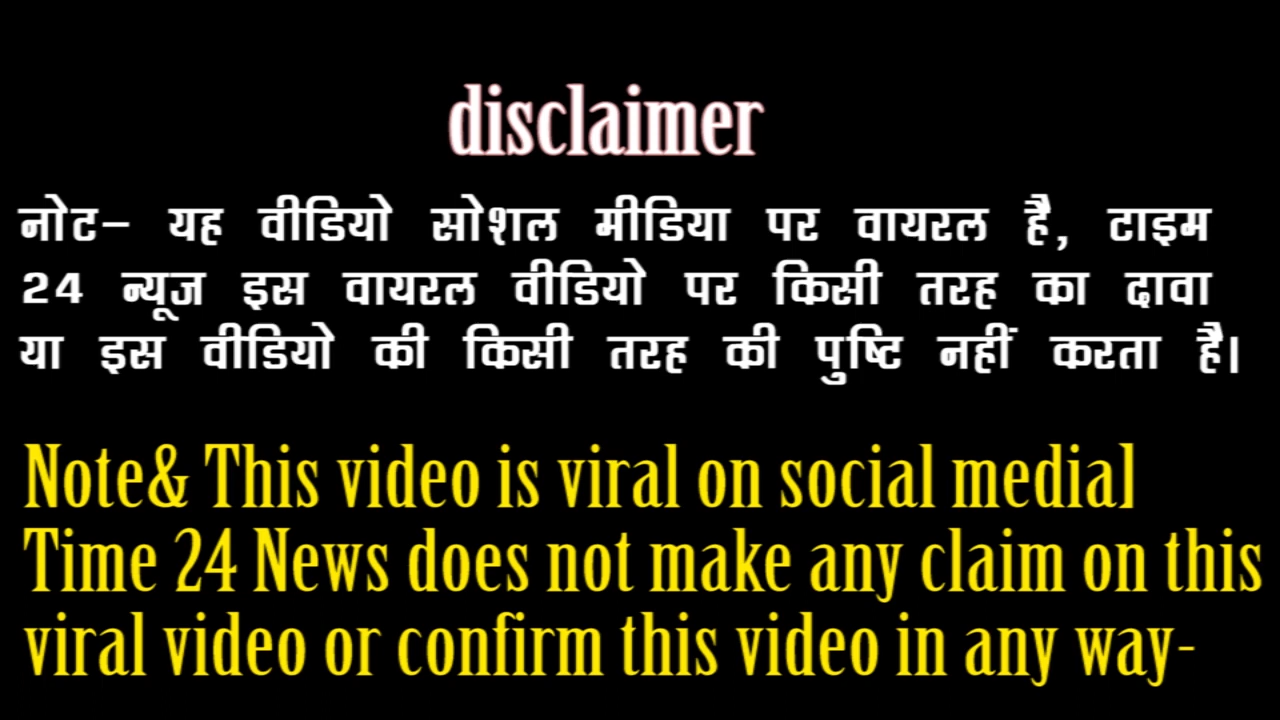 disclaimer
नोट– यह वीडियो सोशल मीडिया पर वायरल है, टाइम
24 न्यूज इस वायरल वीडियो पर किसी तरह का दावा
या इस वीडियो की किसी तरह की पुष्टि नहीं करता है।
Note& This video is viral on social media]
Time 24 News does not make any claim on this
viral video or confirm this video in any way-